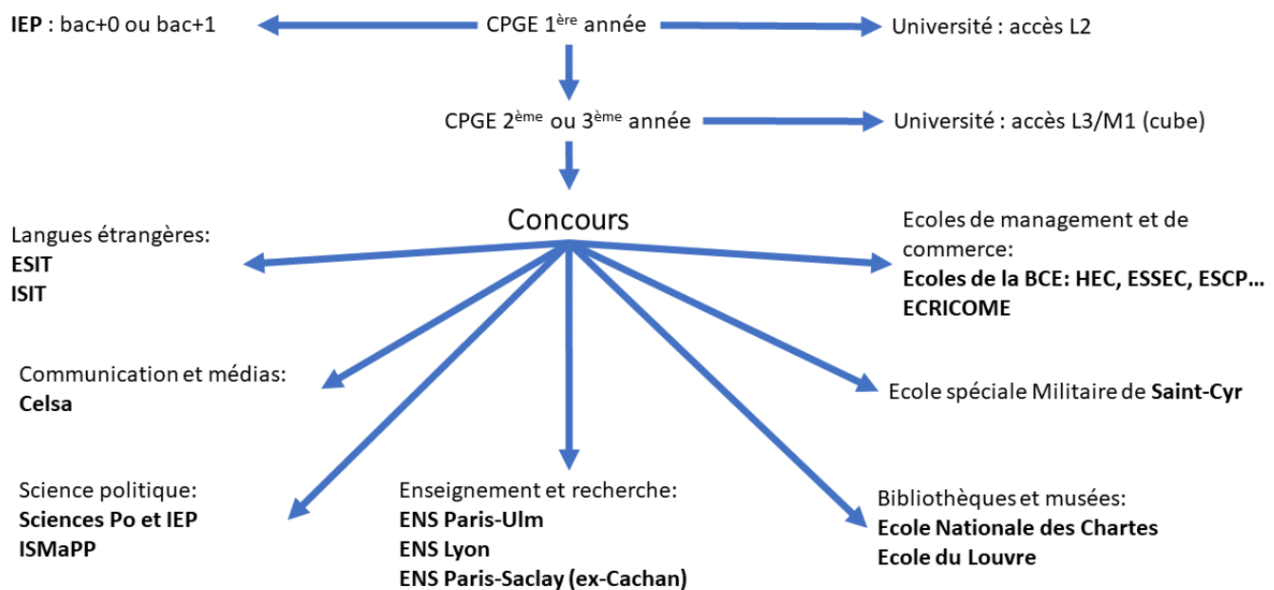 IEP : bac+0 ou bac+1
CPGE 1ère année
Université : accès L2
CPGE 2ème ou 3ème année
Université : accès L3/M1 (cube)
Concours
Langues étrangères:
ESIT
ISIT
Ecoles de management et de
commerce:
Ecoles de la BCE: HEC, ESSEC, ESCP...
ECRICOME
Communication et médias:
Celsa
Ecole spéciale Militaire de Saint-Cyr
Science politique:
Sciences Po et IEP
ISMaPP
Enseignement et recherche:
ENS Paris-Ulm
ENS Lyon
ENS Paris-Saclay (ex-Cachan)
Bibliothèques et musées:
Ecole Nationale des Chartes
Ecole du Louvre